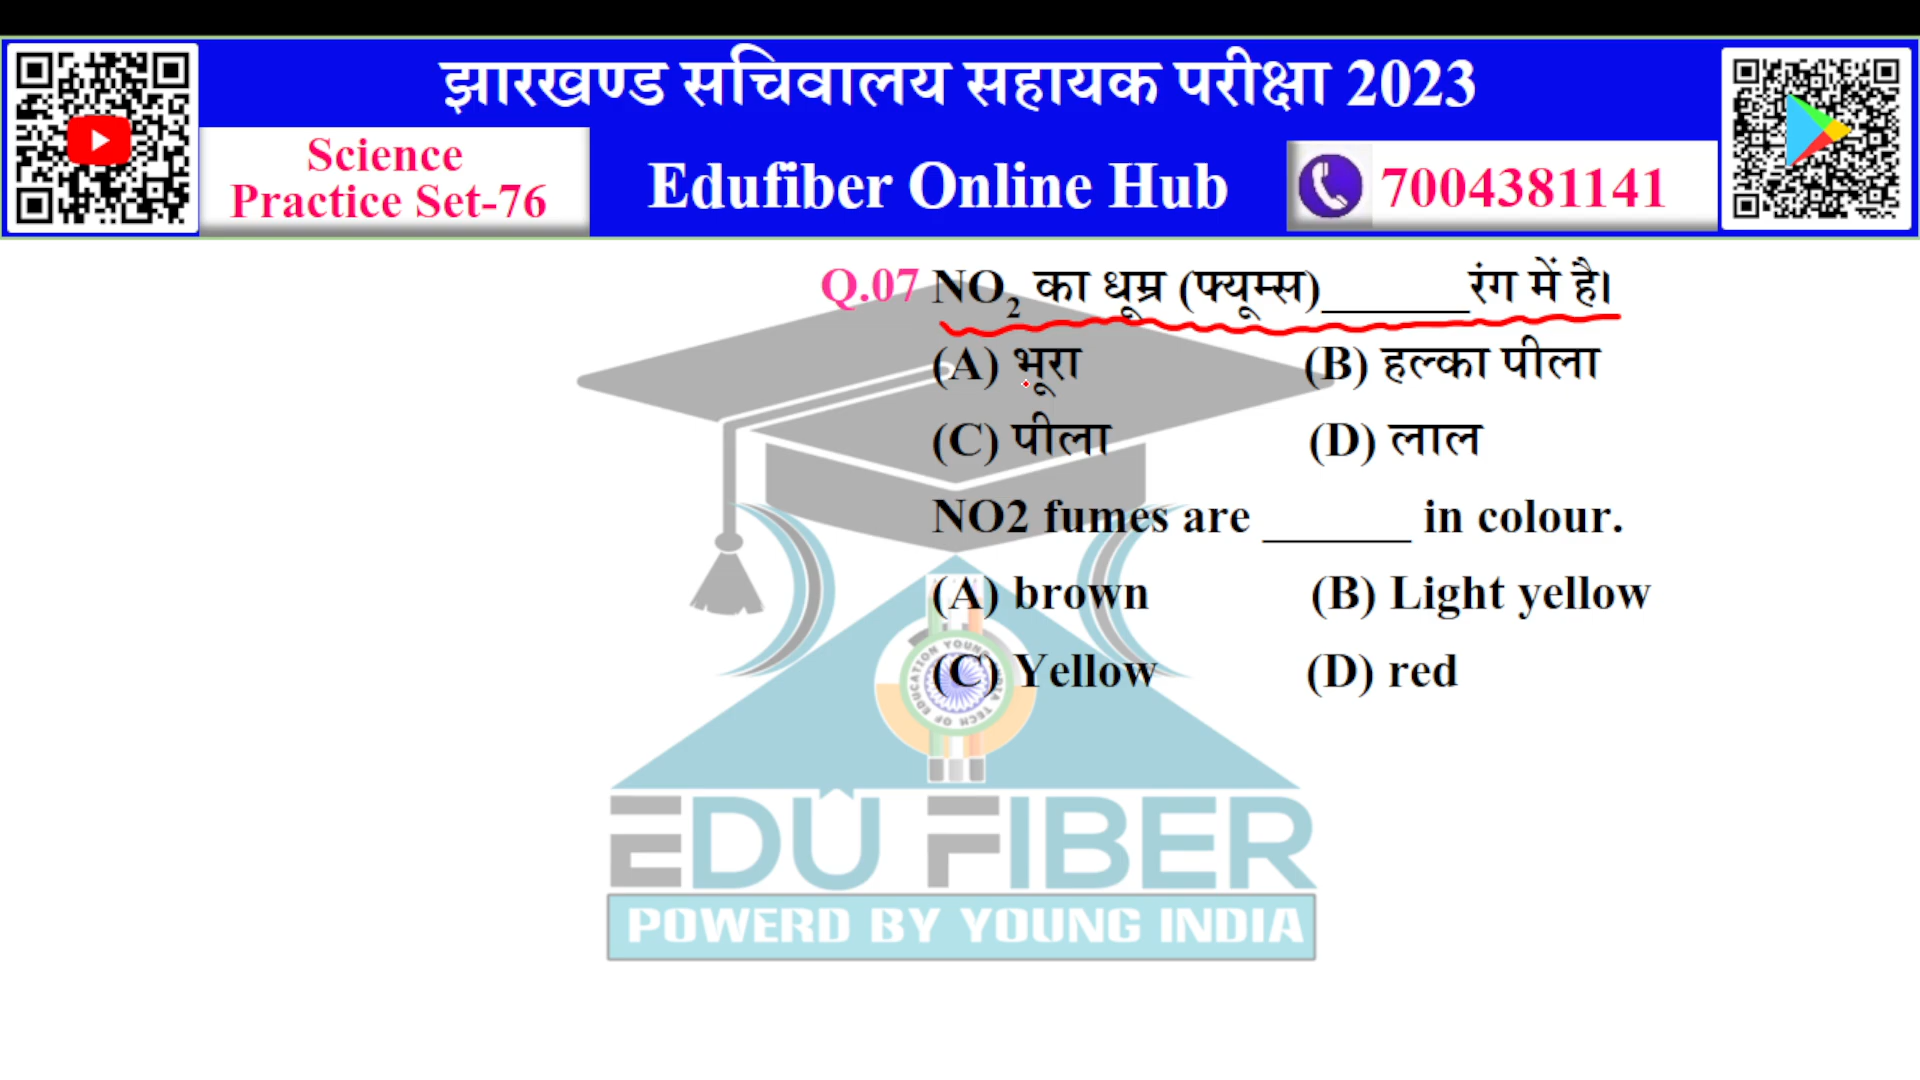 झारखण्ड सचिवालय सहायक परीक्षा 2023
Science
Practice Set-76
Edufiber Online Hub
7004381141
Q.07 NO2 का धूम्र (फ्यूम्स)______रंग में है।
(A) भूरा (B) हल्का पीला
(C) पीला (D) लाल
NO2 fumes are ______ in colour.
(A) brown (B) Light yellow
(C) Yellow (D) red
EDU FIBER
POWERD BY YOUNG INDIA